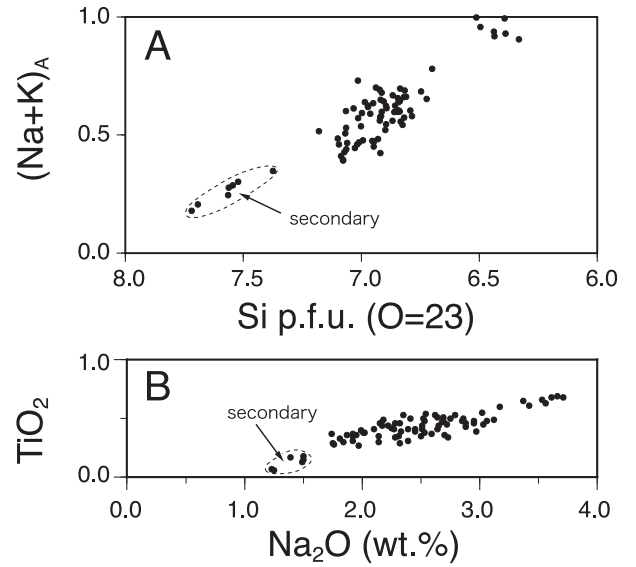 1.0
A
(Na+K)A
0.5
secondary
0.0
8.0 7.5 7.0 6.5 6.0
Si p.f.u. (O=23)
1.0
B
TiO2
secondary
0.0
0.0 1.0 2.0 3.0 4.0
Na2O (wt.%)